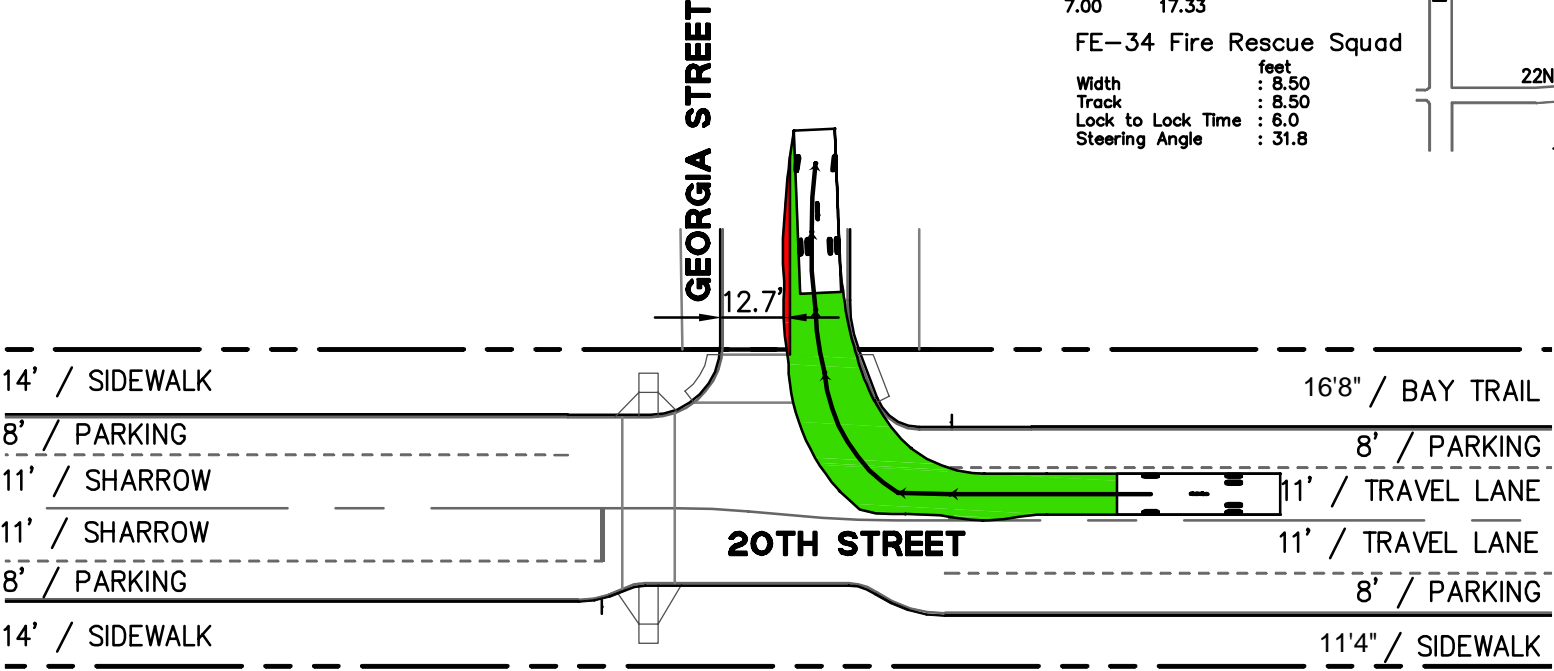 7.00 17.33
FE-34 Fire Rescue Squad
feet
Width : 8.50
Track : 8.50
Lock to Lock Time : 6.0
Steering Angle : 31.8
22N
GEORGIA STREET
12.7'
14' / SIDEWALK
8' / PARKING
11' / SHARROW
11' / SHARROW
8' / PARKING
14' / SIDEWALK
20TH STREET
16'8" / BAY TRAIL
8' / PARKING
11' / TRAVEL LANE
11' / TRAVEL LANE
8' / PARKING
11'4" / SIDEWALK